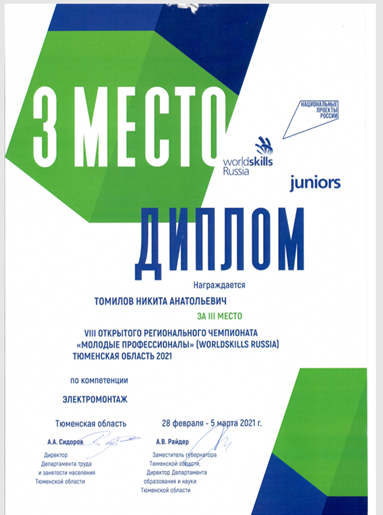 3 МЕСТО
НАЦИОНАЛЬНЫЕ
ПРОЕКТЫ
РОССИИ
worldskills
Russia
juniors
ДИПЛОМ
Награждается
ТОМИЛОВ НИКИТА АНАТОЛЬЕВИЧ
ЗА III МЕСТО
VIII ОТКРЫТОГО РЕГИОНАЛЬНОГО ЧЕМПИОНАТА
«МОЛОДЫЕ ПРОФЕССИОНАЛЫ» (WORLDSKILLS RUSSIA)
ТЮМЕНСКАЯ ОБЛАСТЬ 2021
по компетенции
ЭЛЕКТРОМОНТАЖ
Тюменская область
28 февраля - 5 марта 2021 г.
А.А. Сидоров
Директор
Департамента труда
и занятости населения
Тюменской области
А.В. Райдер
Заместитель губернатора
Тюменской области,
Директор Департамента
образования и науки
Тюменской области